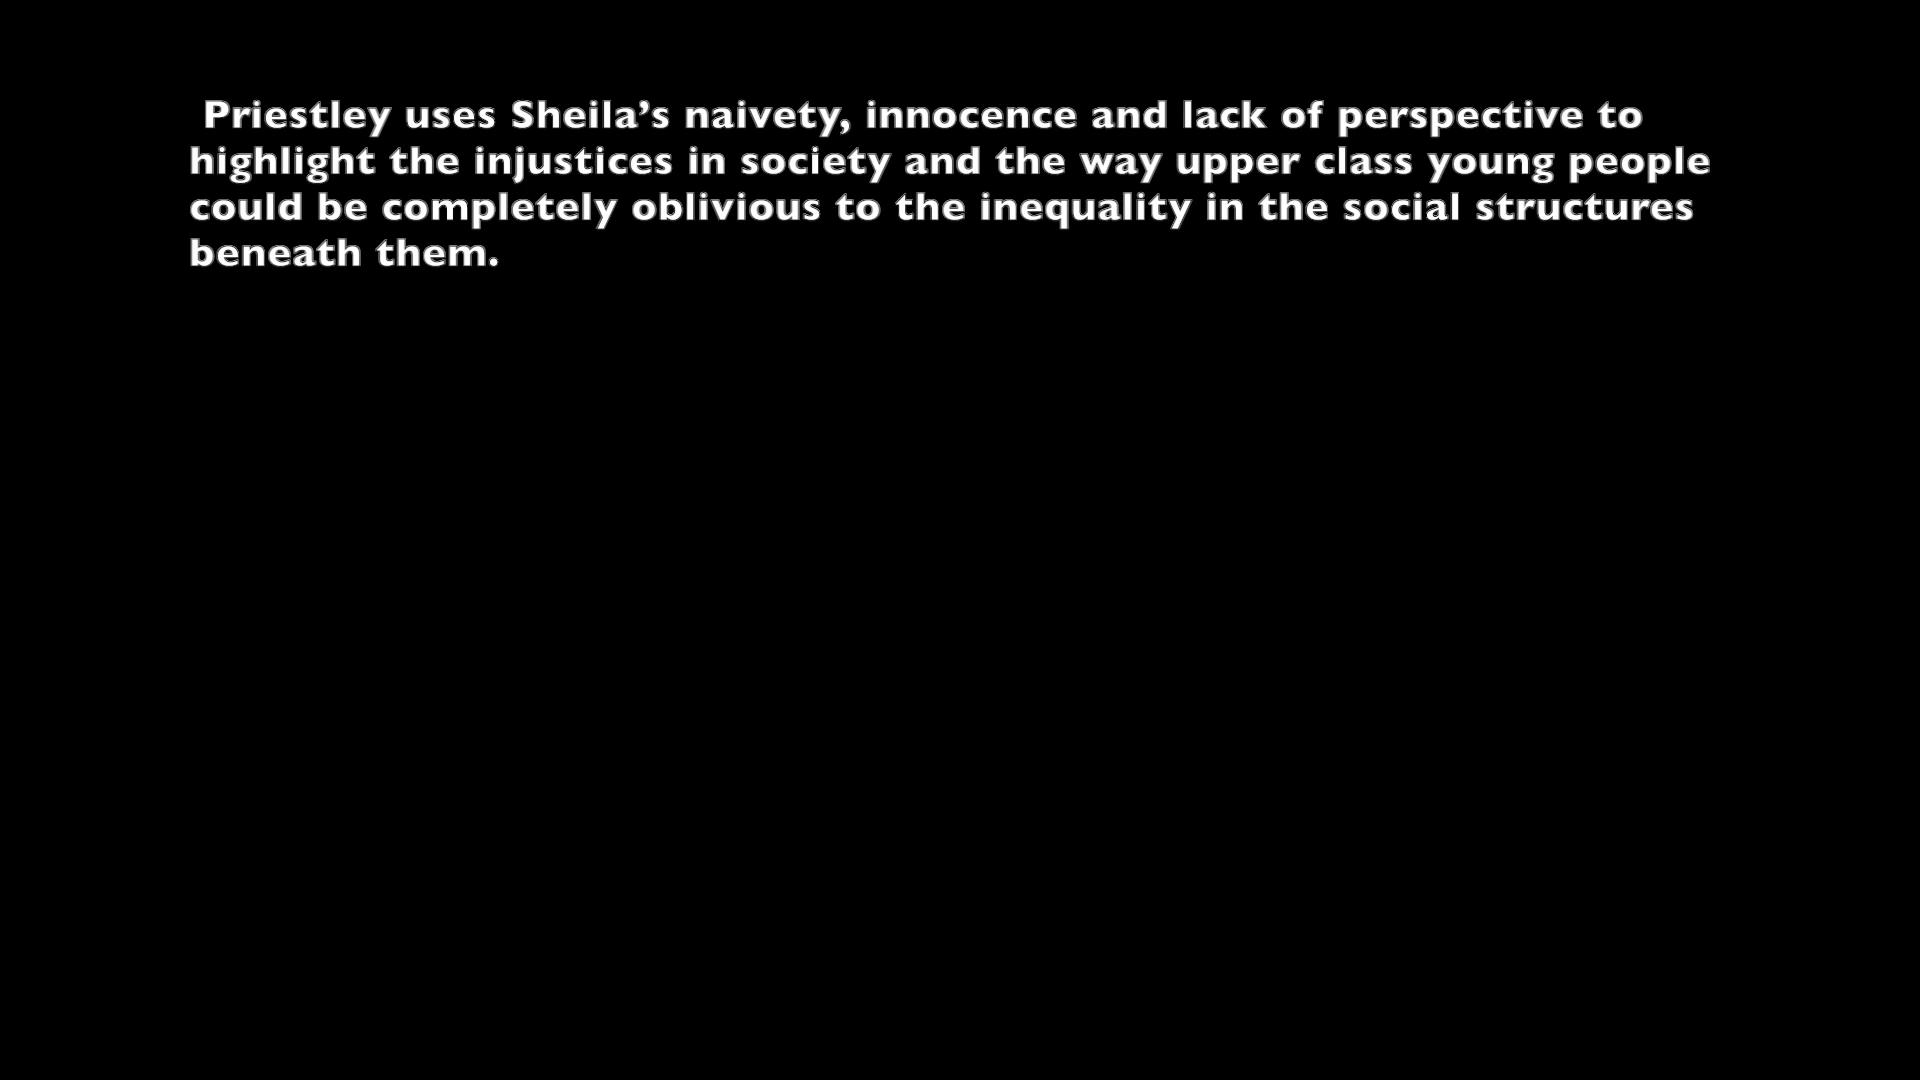 Priestley uses Sheila’s naivety, innocence and lack of perspective to
highlight the injustices in society and the way upper class young people
could be completely oblivious to the inequality in the social structures
beneath them.